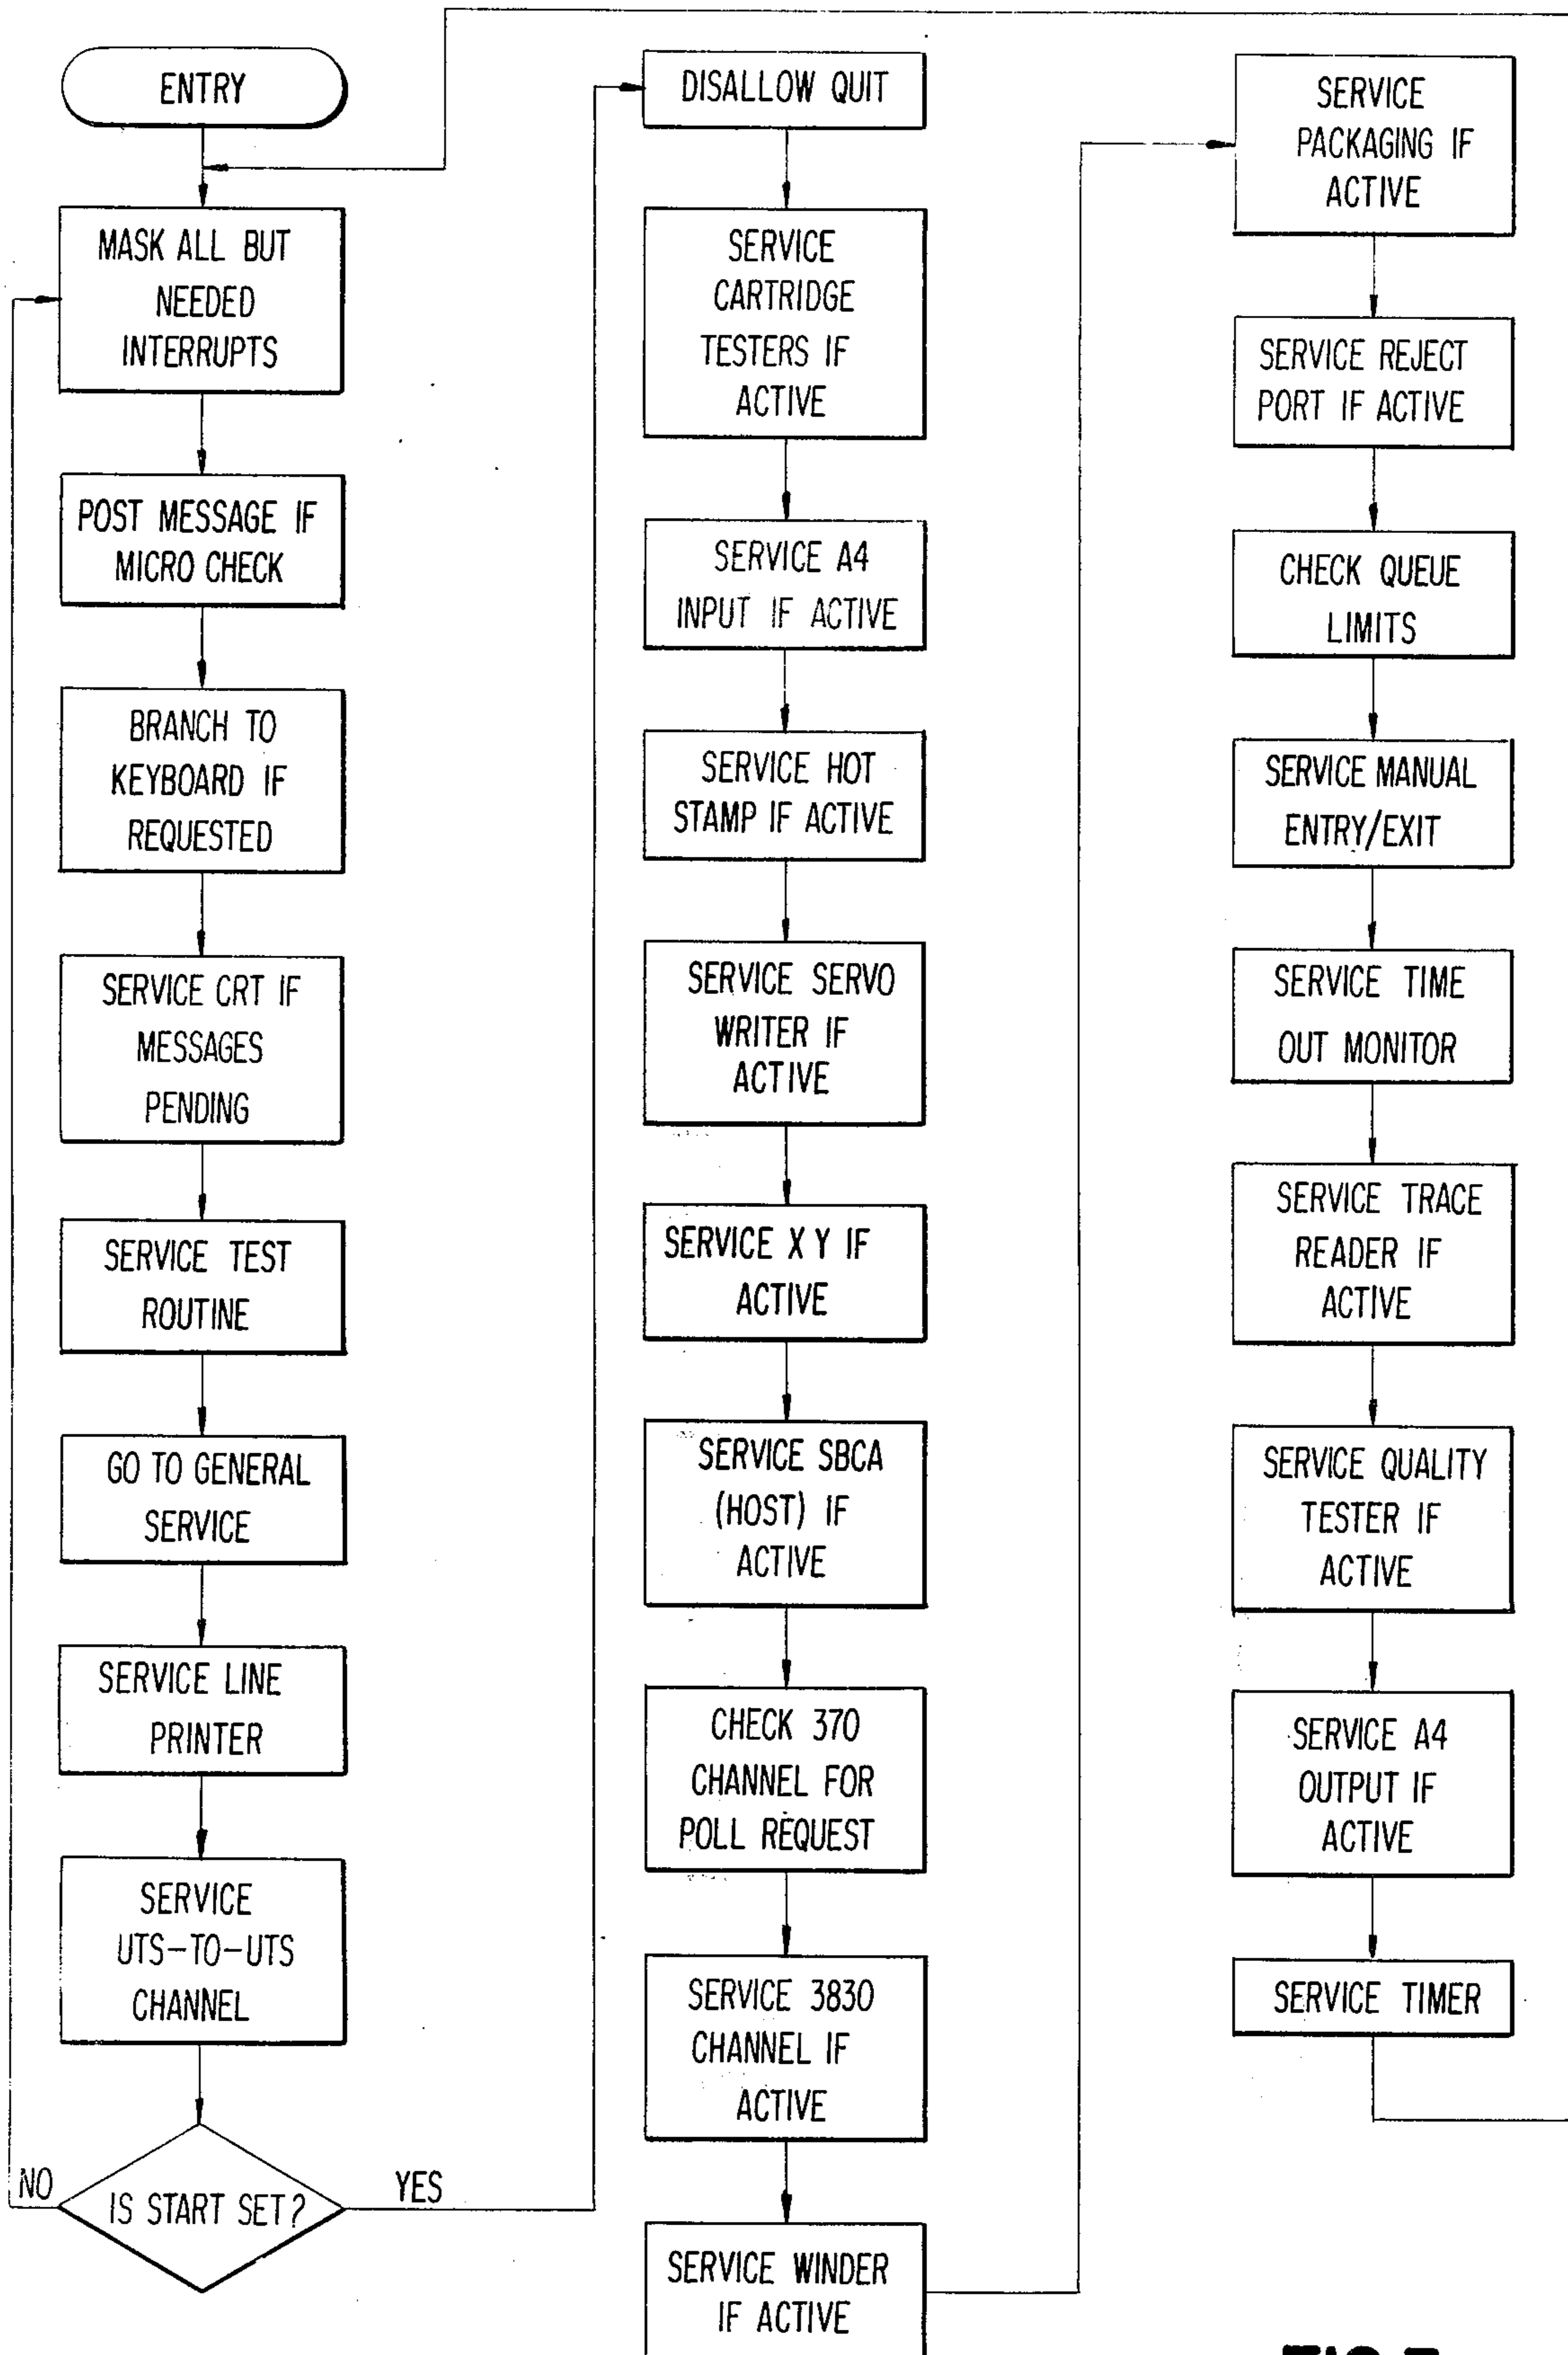 ENTRY
MASK ALL BUT
NEEDED
INTERRUPTS
POST MESSAGE IF
MICRO CHECK
BRANCH TO
KEYBOARD IF
REQUESTED
SERVICE CRT IF
MESSAGES
PENDING
SERVICE TEST
ROUTINE
GO TO GENERAL
SERVICE
SERVICE LINE
PRINTER
SERVICE
UTS-TO-UTS
CHANNEL
IS START SET?
NO
YES
DISALLOW QUIT
SERVICE
CARTRIDGE
TESTERS IF
ACTIVE
SERVICE A4
INPUT IF ACTIVE
SERVICE HOT
STAMP IF ACTIVE
SERVICE SERVO
WRITER IF
ACTIVE
SERVICE X Y IF
ACTIVE
SERVICE SBCA
(HOST) IF
ACTIVE
CHECK 370
CHANNEL FOR
POLL REQUEST
SERVICE 3830
CHANNEL IF
ACTIVE
SERVICE WINDER
IF ACTIVE
SERVICE
PACKAGING IF
ACTIVE
SERVICE REJECT
PORT IF ACTIVE
CHECK QUEUE
LIMITS
SERVICE MANUAL
ENTRY/EXIT
SERVICE TIME
OUT MONITOR
SERVICE TRACE
READER IF
ACTIVE
SERVICE QUALITY
TESTER IF
ACTIVE
SERVICE A4
OUTPUT IF
ACTIVE
SERVICE TIMER